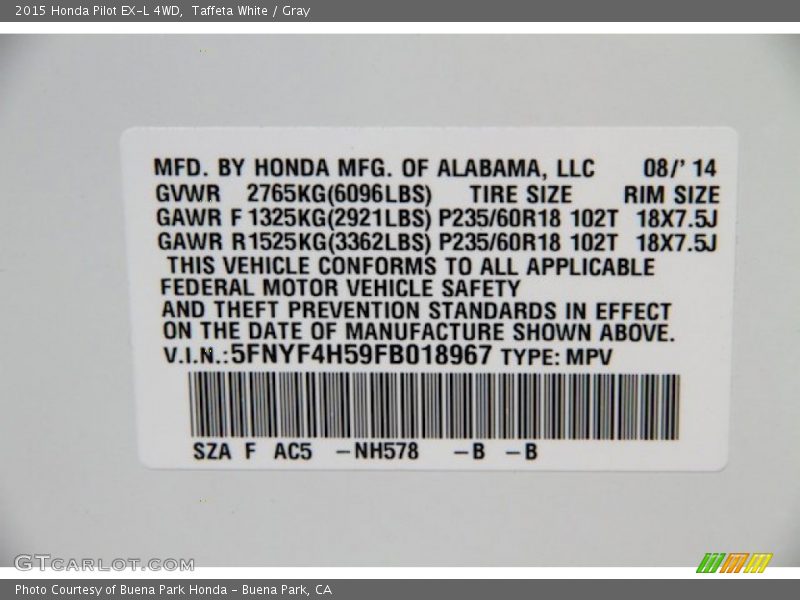 2015 Honda Pilot EX-L 4WD, Taffeta White / Gray
MFD. BY HONDA MFG. OF ALABAMA, LLC 08/' 14
GVWR 2765KG(6096LBS) TIRE SIZE RIM SIZE
GAWR F 1325KG(2921LBS) P235/60R18 102T 18X7.5J
GAWR R 1525KG(3362LBS) P235/60R18 102T 18X7.5J
THIS VEHICLE CONFORMS TO ALL APPLICABLE
FEDERAL MOTOR VEHICLE SAFETY
AND THEFT PREVENTION STANDARDS IN EFFECT
ON THE DATE OF MANUFACTURE SHOWN ABOVE.
V.I.N.:5FNYF4H59FB018967 TYPE: MPV
SZA F AC5 -NH578 -B -B
GTCARLOT.COM
Photo Courtesy of Buena Park Honda - Buena Park, CA